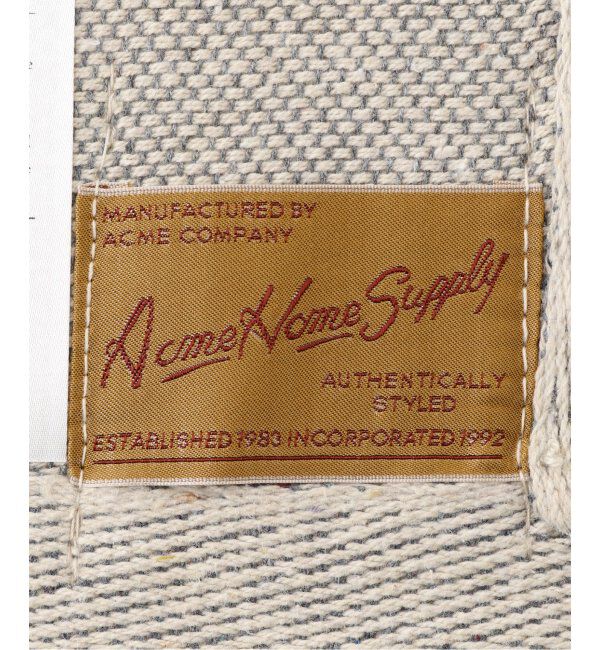 MANUFACTURED BY
ACME COMPANY
Acme Home Supply
AUTHENTICALLY
STYLED
ESTABLISHED 1983 INCORPORATED 1992